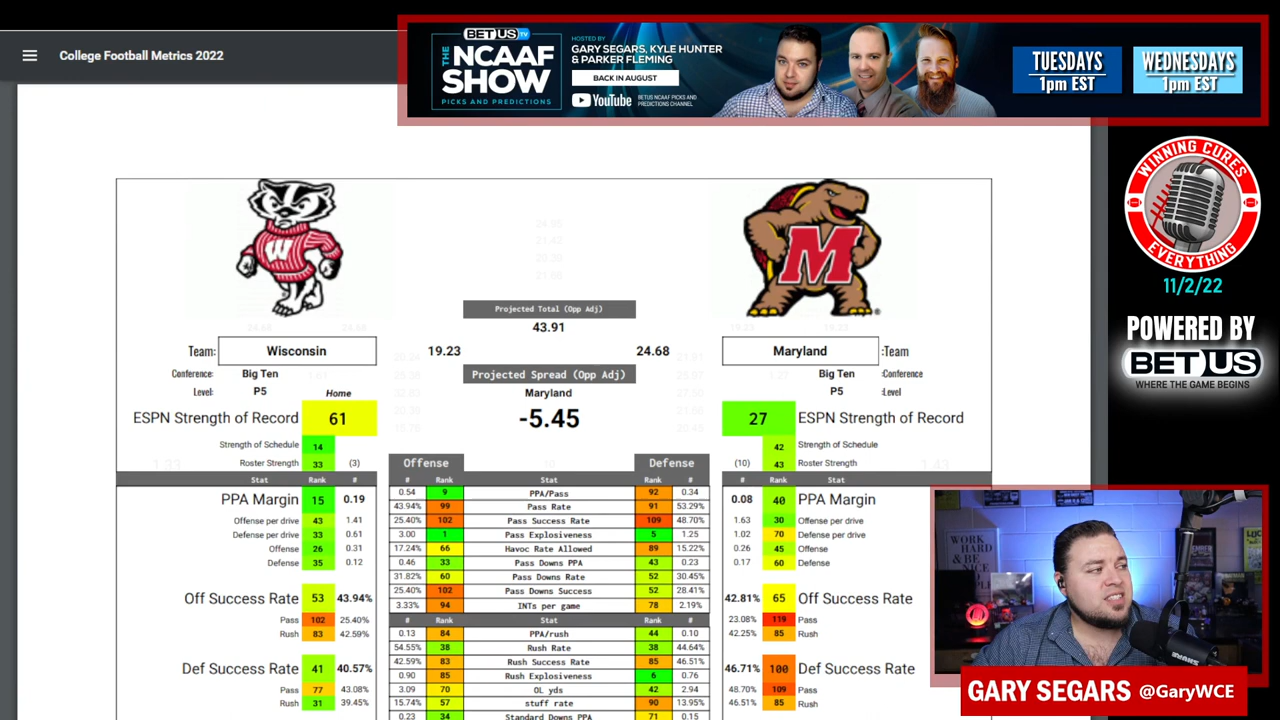 College Football Metrics 2022
BETUS TV
THE NCAAF SHOW
PICKS AND PREDICTIONS
HOSTED BY
GARY SEGARS, KYLE HUNTER
& PARKER FLEMING
BACK IN AUGUST
YouTube BETUS NCAAF PICKS AND PREDICTIONS CHANNEL
TUESDAYS
1pm EST
WEDNESDAYS
1pm EST
WINNING CURES
EVERYTHING
11/2/22
POWERED BY
BETUS
WHERE THE GAME BEGINS
W
M
Projected Total (Opp Adj)
43.91
Team: Wisconsin 19.23 24.68 Maryland :Team
Conference: Big Ten Projected Spread (Opp Adj) Big Ten :Conference
Level: P5 Home Maryland P5 :Level
ESPN Strength of Record 61 -5.45 27 ESPN Strength of Record
Strength of Schedule 14 42 Strength of Schedule
Roster Strength 33 (3) Offense Defense (10) 43 Roster Strength
Stat Rank # # Rank Stat Rank # # Rank Stat
0.54 9 PPA/Pass 92 0.34
PPA Margin 15 0.19 43.94% 99 Pass Rate 91 53.29% 0.08 40 PPA Margin
Offense per drive 43 1.41 25.40% 102 Pass Success Rate 109 48.70% 1.63 30 Offense per drive
Defense per drive 33 0.61 3.00 1 Pass Explosiveness 5 1.25 1.02 70 Defense per drive
Offense 26 0.31 17.24% 66 Havoc Rate Allowed 89 15.22% 0.26 45 Offense
Defense 35 0.12 0.46 33 Pass Downs PPA 43 0.23 0.17 60 Defense
31.82% 60 Pass Downs Rate 52 30.45%
Off Success Rate 53 43.94% 25.40% 102 Pass Downs Success 52 28.41% 42.81% 65 Off Success Rate
3.33% 94 INTs per game 78 2.19%
Pass 102 25.40% # Rank Stat Rank # 23.08% 119 Pass
Rush 83 42.59% 0.13 84 PPA/rush 44 0.10 42.25% 85 Rush
54.55% 38 Rush Rate 38 44.64%
Def Success Rate 41 40.57% 42.59% 83 Rush Success Rate 85 46.51% 46.71% 100 Def Success Rate
0.90 85 Rush Explosiveness 6 0.76
Pass 77 43.08% 3.09 70 OL yds 42 2.94 48.70% 109 Pass
Rush 31 39.45% 15.74% 57 stuff rate 90 13.95% 46.51% 85 Rush
0.23 34 Standard Downs PPA 71 0.15
WORK HARD
& BE NICE
SHURE
GARY SEGARS @GaryWCE